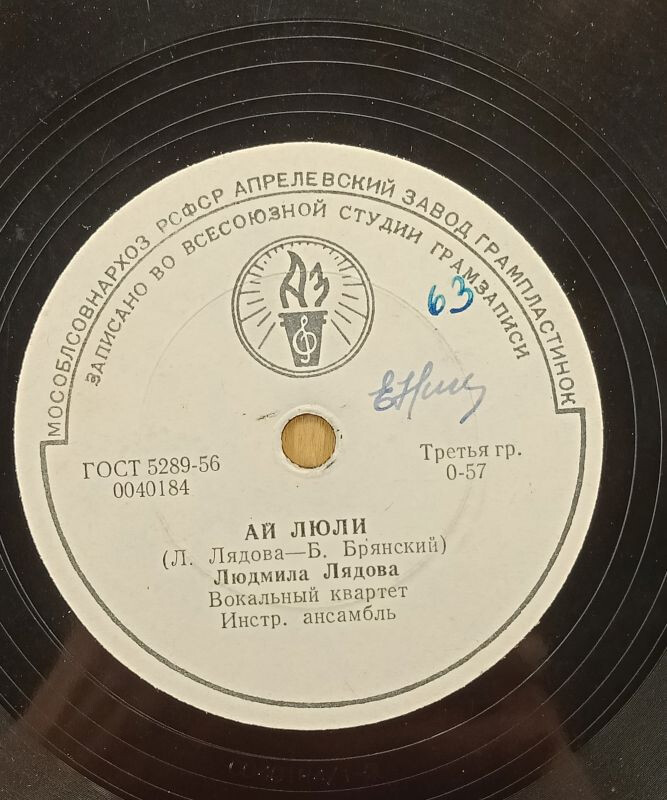 МОСОБЛСОВНАРХОЗ РСФСР АПРЕЛЕВСКИЙ ЗАВОД ГРАМПЛАСТИНОК
ЗАПИСАНО ВО ВСЕСОЮЗНОЙ СТУДИИ ГРАМЗАПИСИ
АЗ
63
ГОСТ 5289-56
0040184
Третья гр.
0-57
АЙ ЛЮЛИ
(Л. Лядова—Б. Брянский)
Людмила Лядова
Вокальный квартет
Инстр. ансамбль